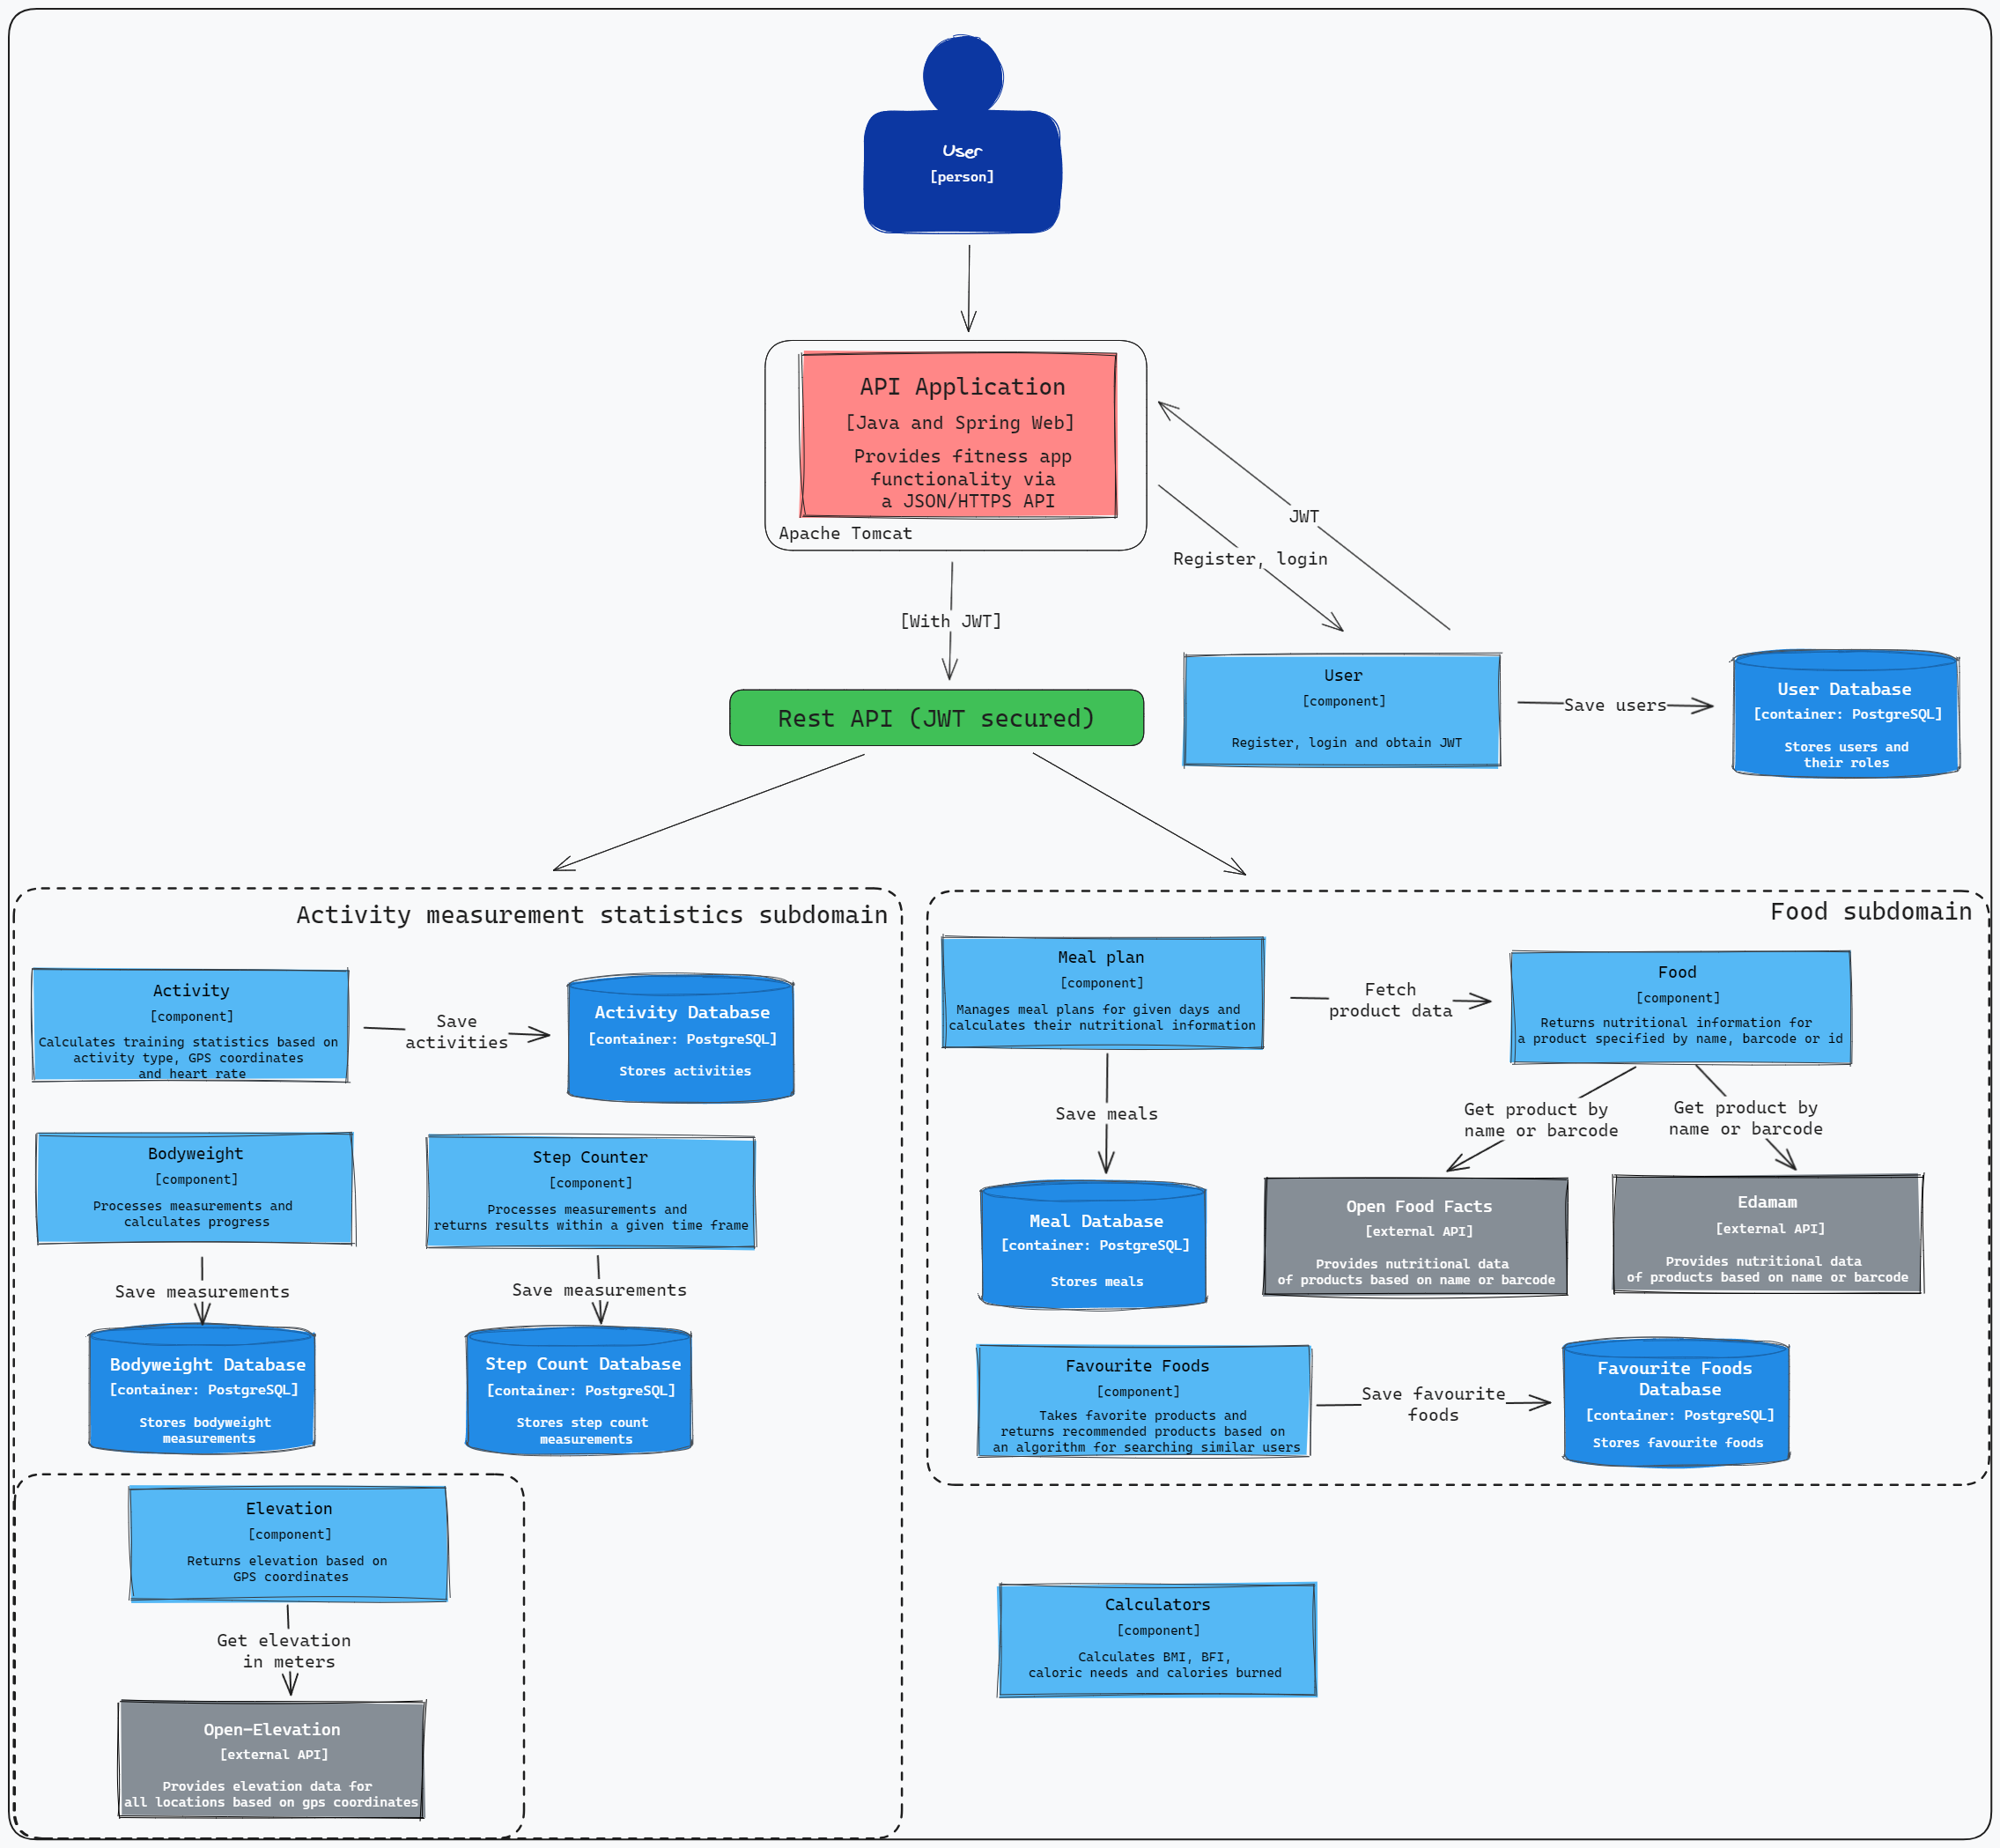 User
[person]
API Application
[Java and Spring Web]
Provides fitness app
functionality via
a JSON/HTTPS API
Apache Tomcat
JWT
Register, login
[With JWT]
Rest API (JWT secured)
User
[component]
Register, login and obtain JWT
Save users
User Database
[container: PostgreSQL]
Stores users and
their roles
Activity measurement statistics subdomain
Activity
[component]
Calculates training statistics based on
activity type, GPS coordinates
and heart rate
Save
activities
Activity Database
[container: PostgreSQL]
Stores activities
Bodyweight
[component]
Processes measurements and
calculates progress
Save measurements
Bodyweight Database
[container: PostgreSQL]
Stores bodyweight
measurements
Step Counter
[component]
Processes measurements and
returns results within a given time frame
Save measurements
Step Count Database
[container: PostgreSQL]
Stores step count
measurements
Elevation
[component]
Returns elevation based on
GPS coordinates
Get elevation
in meters
Open-Elevation
[external API]
Provides elevation data for
all locations based on gps coordinates
Food subdomain
Meal plan
[component]
Manages meal plans for given days and
calculates their nutritional information
Fetch
product data
Food
[component]
Returns nutritional information for
a product specified by name, barcode or id
Save meals
Meal Database
[container: PostgreSQL]
Stores meals
Get product by
name or barcode
Open Food Facts
[external API]
Provides nutritional data
of products based on name or barcode
Get product by
name or barcode
Edamam
[external API]
Provides nutritional data
of products based on name or barcode
Favourite Foods
[component]
Takes favorite products and
returns recommended products based on
an algorithm for searching similar users
Save favourite
foods
Favourite Foods
Database
[container: PostgreSQL]
Stores favourite foods
Calculators
[component]
Calculates BMI, BFI,
caloric needs and calories burned